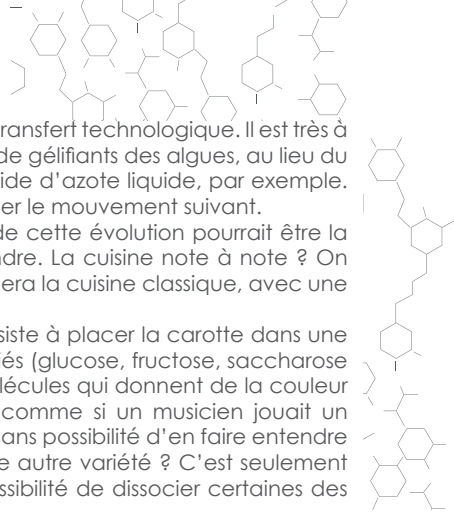 ransfert technologique. Il est très à
de gélifiants des algues, au lieu du
ide d’azote liquide, par exemple.
er le mouvement suivant.
de cette évolution pourrait être la
ndre. La cuisine note à note ? On
era la cuisine classique, avec une
siste à placer la carotte dans une
iés (glucose, fructose, saccharose
lécules qui donnent de la couleur
comme si un musicien jouait un
ans possibilité d’en faire entendre
e autre variété ? C’est seulement
ssibilité de dissocier certaines des